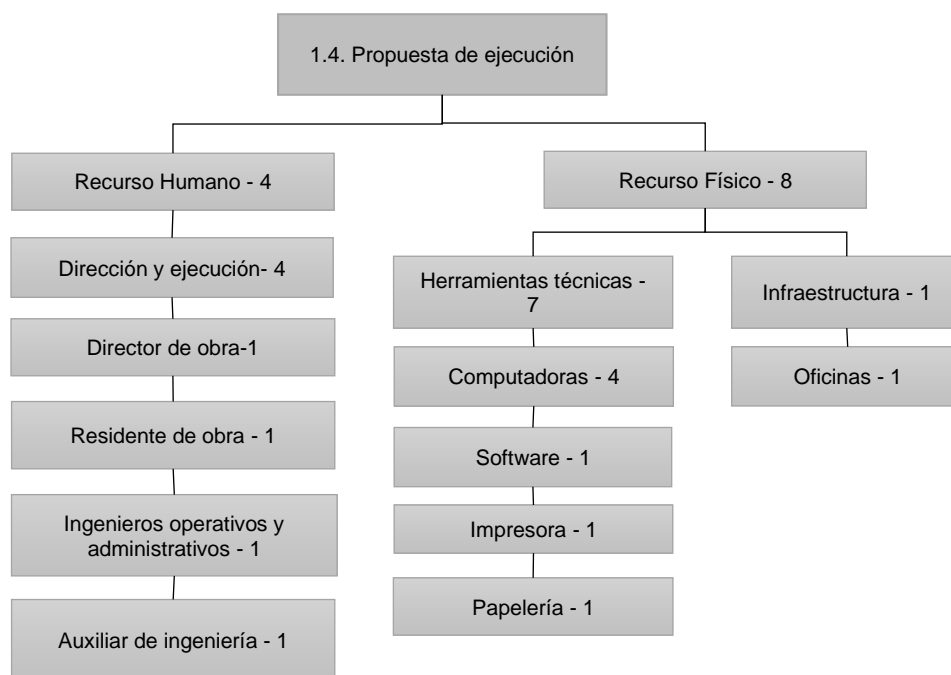 1.4. Propuesta de ejecución
Recurso Humano - 4
Dirección y ejecución- 4
Director de obra-1
Residente de obra - 1
Ingenieros operativos y
administrativos - 1
Auxiliar de ingeniería - 1
Recurso Físico - 8
Herramientas técnicas -
7
Computadoras - 4
Software - 1
Impresora - 1
Papelería - 1
Infraestructura - 1
Oficinas - 1